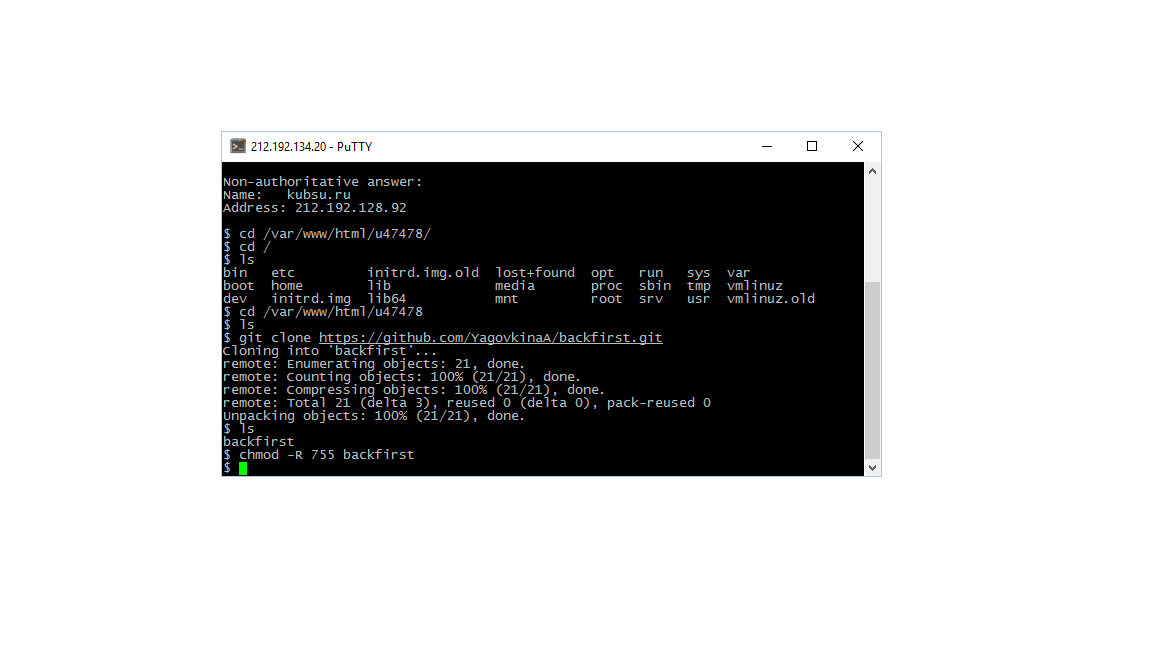 212.192.134.20 - PuTTY
Non-authoritative answer:
Name:   kubsu.ru
Address: 212.192.128.92
$ cd /var/www/html/u47478/
$ cd /
$ ls
bin   etc         initrd.img.old  lost+found  opt   run   sys  var
boot  home        lib             media       proc  sbin  tmp  vmlinuz
dev   initrd.img  lib64           mnt         root  srv   usr  vmlinuz.old
$ cd /var/www/html/u47478
$ ls
$ git clone https://github.com/YagovkinaA/backfirst.git
Cloning into 'backfirst'...
remote: Enumerating objects: 21, done.
remote: Counting objects: 100% (21/21), done.
remote: Compressing objects: 100% (21/21), done.
remote: Total 21 (delta 3), reused 0 (delta 0), pack-reused 0
Unpacking objects: 100% (21/21), done.
$ ls
backfirst
$ chmod -R 755 backfirst
$